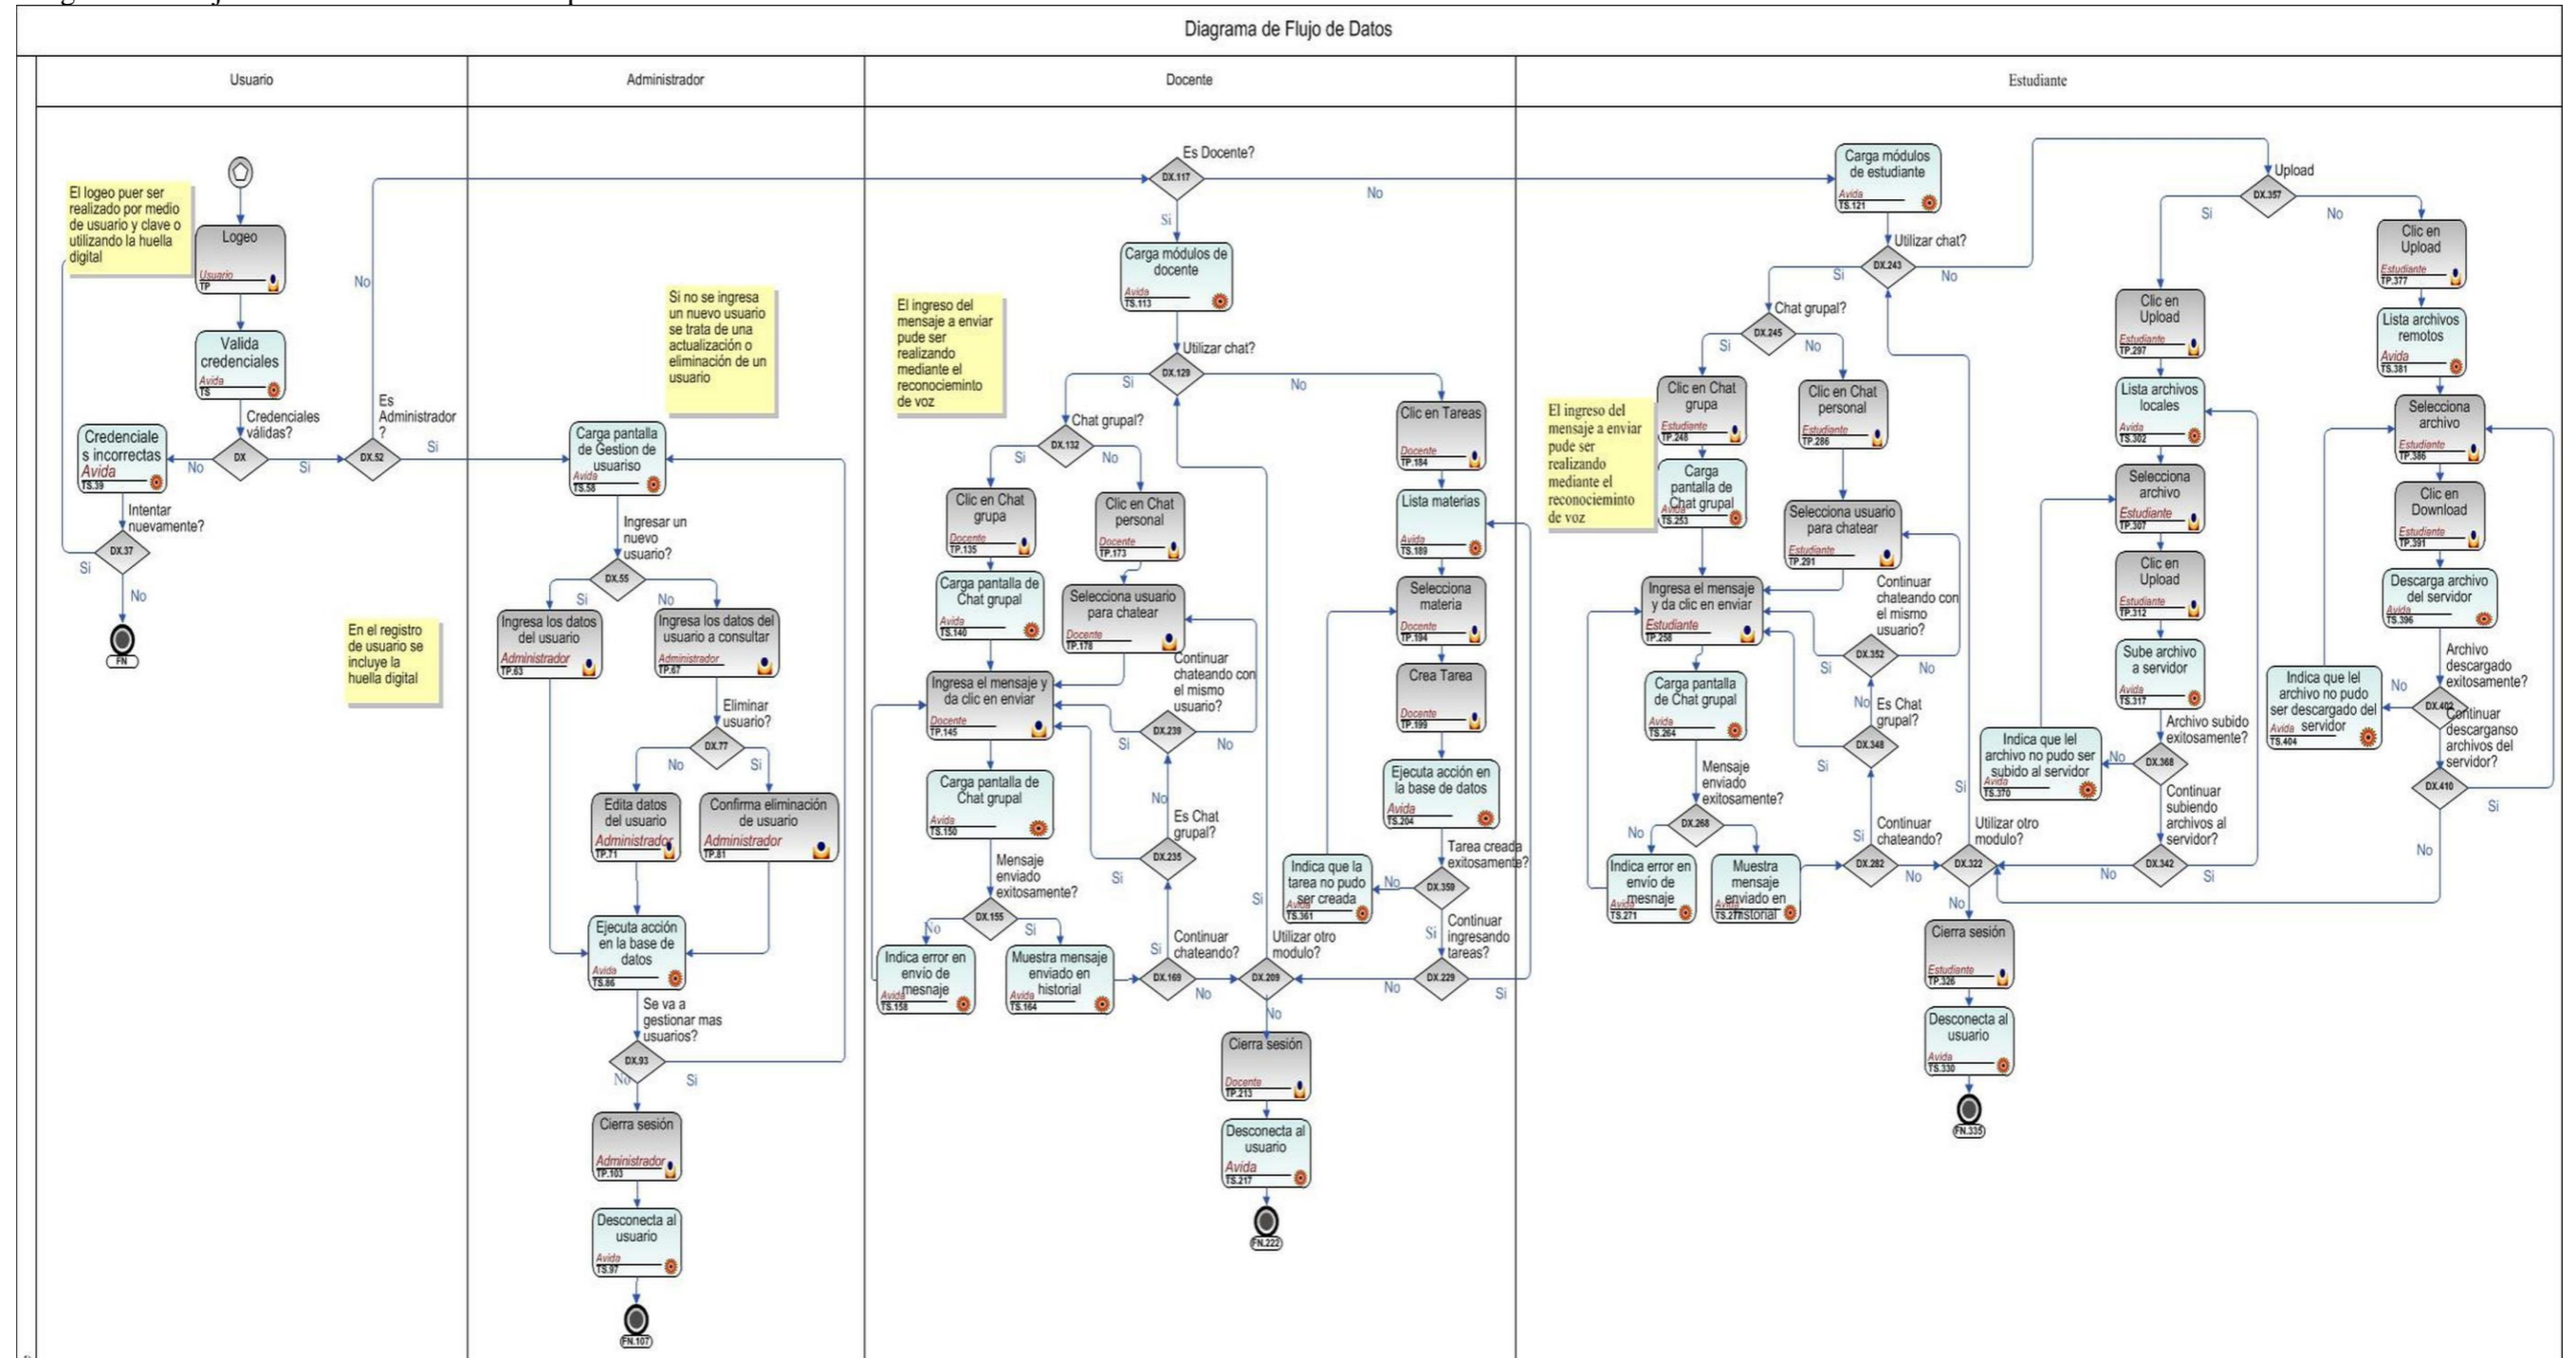 Diagrama de Flujo de Datos
Usuario
Administrador
Docente
Estudiante
El logeo puer ser
realizado por medio
de usuario y clave o
utilizando la huella
digital
Logeo
Usuario
TP
Valida
credenciales
Avida
TS
Credenciales
válidas?
DX
No
Si
Credenciale
s incorrectas
Avida
TS.39
Intentar
nuevamente?
DX.37
Si
No
FN
Es
Administrador
?
DX.52
No
Si
En el registro
de usuario se
incluye la
huella digital
Si no se ingresa
un nuevo usuario
se trata de una
actualización o
eliminación de un
usuario
Carga pantalla
de Gestion de
usuariso
Avida
TS.58
Ingresar un
nuevo
usuario?
DX.55
Si
No
Ingresa los datos
del usuario
Administrador
TP.63
Ingresa los datos del
usuario a consultar
Administrador
TP.67
Eliminar
usuario?
DX.77
No
Si
Edita datos
del usuario
Administrador
TP.71
Confirma eliminación
de usuario
Administrador
TP.81
Ejecuta acción
en la base de
datos
Avida
TS.86
Se va a
gestionar mas
usuarios?
DX.93
No
Si
Cierra sesión
Administrador
TP.103
Desconecta al
usuario
Avida
TS.97
FN.107
Es Docente?
DX.117
No
Si
Carga módulos de
docente
Avida
TS.113
El ingreso del
mensaje a enviar
pude ser
realizando
mediante el
reconocieminto
de voz
Utilizar chat?
DX.129
Si
No
Chat grupal?
DX.132
Si
No
Clic en Chat
grupa
Docente
TP.135
Clic en Chat
personal
Docente
TP.173
Carga pantalla de
Chat grupal
Avida
TS.140
Selecciona usuario
para chatear
Docente
TP.178
Ingresa el mensaje y
da clic en enviar
Docente
TP.145
Continuar
chateando con
el mismo
usuario?
DX.239
Si
No
Carga pantalla de
Chat grupal
Avida
TS.150
No
Es Chat
grupal?
DX.235
Si
Mensaje
enviado
exitosamente?
DX.155
No
Si
Indica error en
envío de
mesnaje
Avida
TS.158
Muestra mensaje
enviado en
historial
Avida
TS.164
Si
Continuar
chateando?
DX.169
No
Si
Utilizar otro
modulo?
DX.209
No
Cierra sesión
Docente
TP.213
Desconecta al
usuario
Avida
TS.217
FN.222
Clic en Tareas
Docente
TP.184
Lista materias
Avida
TS.189
Selecciona
materia
Docente
TP.194
Crea Tarea
Docente
TP.199
Ejecuta acción en
la base de datos
Avida
TS.204
Tarea creada
exitosamente?
DX.359
No
Si
Indica que la
tarea no pudo
ser creada
Avida
TS.361
Continuar
ingresando
tareas?
DX.229
No
Si
Carga módulos
de estudiante
Avida
TS.121
Utilizar chat?
DX.243
Si
No
Chat grupal?
DX.245
Si
No
El ingreso del
mensaje a enviar
pude ser
realizando
mediante el
reconocieminto
de voz
Clic en Chat
grupa
Estudiante
TP.248
Clic en Chat
personal
Estudiante
TP.286
Carga
pantalla de
Chat grupal
Avida
TS.253
Selecciona usuario
para chatear
Estudiante
TP.291
Ingresa el mensaje
y da clic en enviar
Estudiante
TP.258
Continuar
chateando con
el mismo
usuario?
DX.352
Si
No
Carga pantalla
de Chat grupal
Avida
TS.264
No
Es Chat
grupal?
DX.348
Si
Mensaje
enviado
exitosamente?
DX.268
No
Indica error en
envío de
mesnaje
Avida
TS.271
Muestra
mensaje
enviado en
historial
Avida
Si
Continuar
chateando?
DX.282
No
Si
Utilizar otro
modulo?
DX.322
No
Cierra sesión
Estudiante
TP.326
Desconecta al
usuario
Avida
TS.330
FN.335
Upload
DX.357
Si
No
Clic en
Upload
Estudiante
TP.297
Lista archivos
locales
Avida
TS.302
Selecciona
archivo
Estudiante
TP.307
Clic en
Upload
Estudiante
TP.312
Sube archivo
a servidor
Avida
TS.317
Archivo subido
exitosamente?
DX.368
No
Indica que lel
archivo no pudo ser
subido al servidor
Avida
TS.370
Continuar
subiendo
archivos al
servidor?
DX.342
No
Si
Clic en
Upload
Estudiante
TP.377
Lista archivos
remotos
Avida
TS.381
Selecciona
archivo
Estudiante
TP.386
Clic en
Download
Estudiante
TP.391
Descarga archivo
del servidor
Avida
TS.396
Archivo
descargado
exitosamente?
DX.402
No
Indica que lel
archivo no pudo
ser descargado del
servidor
Avida
TS.404
Continuar
descarganso
archivos del
servidor?
DX.410
Si
No